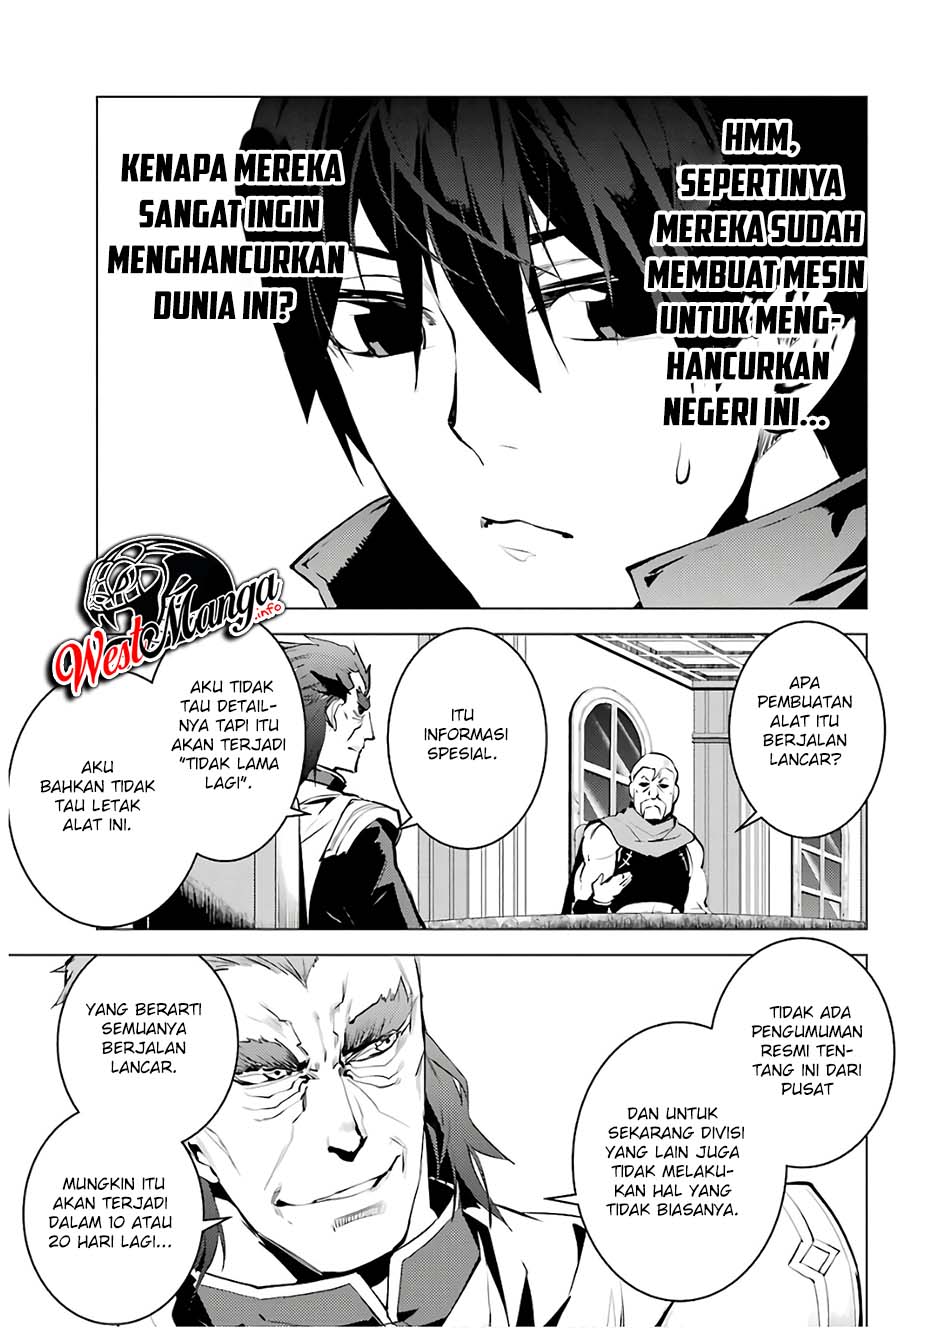 HMM,
SEPERTINYA
MEREKA SUDAH
MEMBUAT MESIN
UNTUK MENG-
HANCURKAN
NEGERI INI...
KENAPA MEREKA
SANGAT INGIN
MENGHANCURKAN
DUNIA INI?
WestManga
.info
APA
PEMBUATAN
ALAT ITU
BERJALAN
LANCAR?
ITU
INFORMASI
SPESIAL.
AKU TIDAK
TAU DETAIL-
NYA TAPI ITU
AKAN TERJADI
"TIDAK LAMA
LAGI".
AKU
BAHKAN TIDAK
TAU LETAK
ALAT INI.
TIDAK ADA
PENGUMUMAN
RESMI TEN-
TANG INI DARI
PUSAT
DAN UNTUK
SEKARANG DIVISI
YANG LAIN JUGA
TIDAK MELAKU-
KAN HAL YANG
TIDAK BIASANYA.
YANG BERARTI
SEMUANYA
BERJALAN
LANCAR.
MUNGKIN ITU
AKAN TERJADI
DALAM 10 ATAU
20 HARI LAGI...